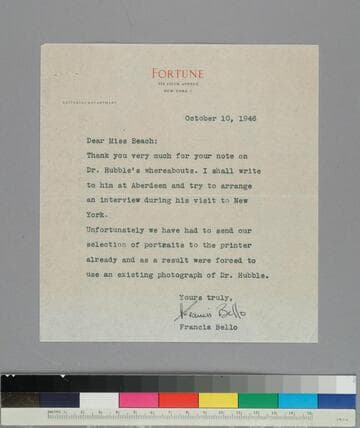 FORTUNE
NEW YORK
EDITORIAL DEPARTMENT
October 10, 1946
Dear Miss Beach:
Thank you very much for your note on
Dr. Hubble's whereabouts. I shall write
to him at Aberdeen and try to arrange
an interview during his visit to New
York.
Unfortunately we have had to send our
selection of portraits to the printer
already and as a result were forced to
use an existing photograph of Dr. Hubble.
Yours truly,
Francis Bello
Francis Bello